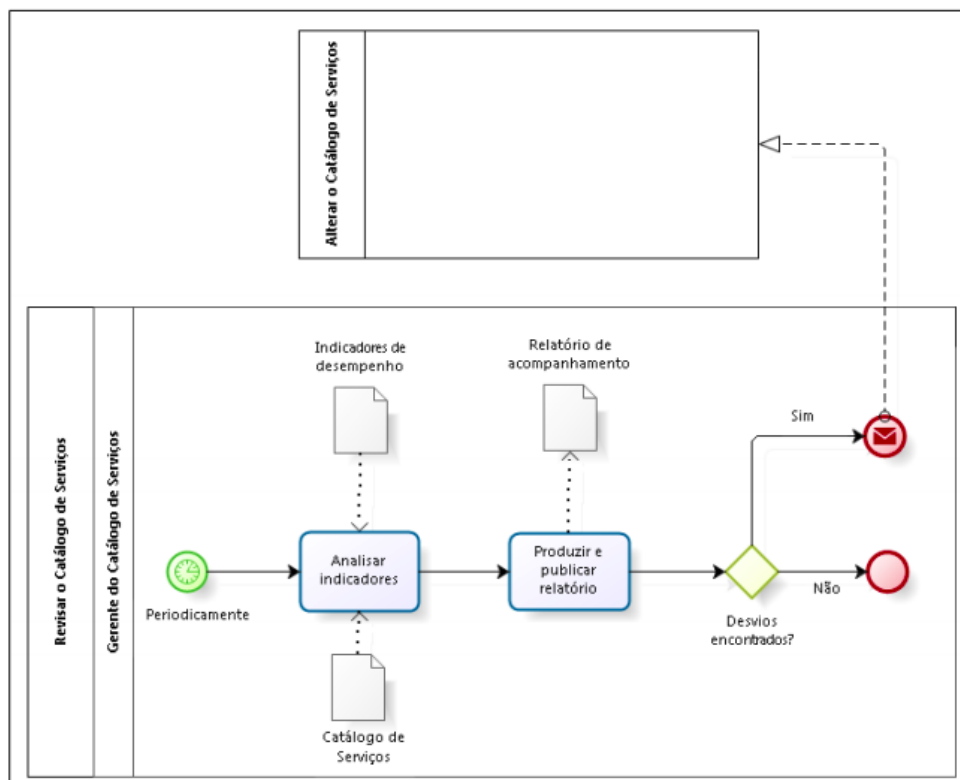 Alterar o Catálogo de Serviços
Revisar o Catálogo de Serviços
Gerente do Catálogo de Serviços
Indicadores de
desempenho
Relatório de
acompanhamento
Sim
Periodicamente
Analisar
indicadores
Produzir e
publicar
relatório
Não
Desvios
encontrados?
Catálogo de
Serviços